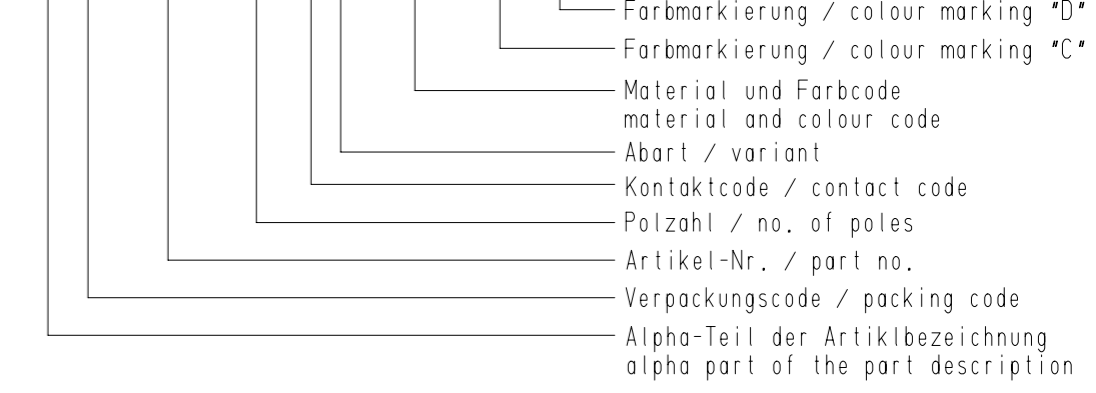 Farbmarkierung / colour marking "D"
Farbmarkierung / colour marking "C"
Material und Farbcode
material and colour code
Abart / variant
Kontaktcode / contact code
Polzahl / no. of poles
Artikel-Nr. / part no.
Verpackungscode / packing code
Alpha-Teil der Artiklbezeichnung
alpha part of the part description